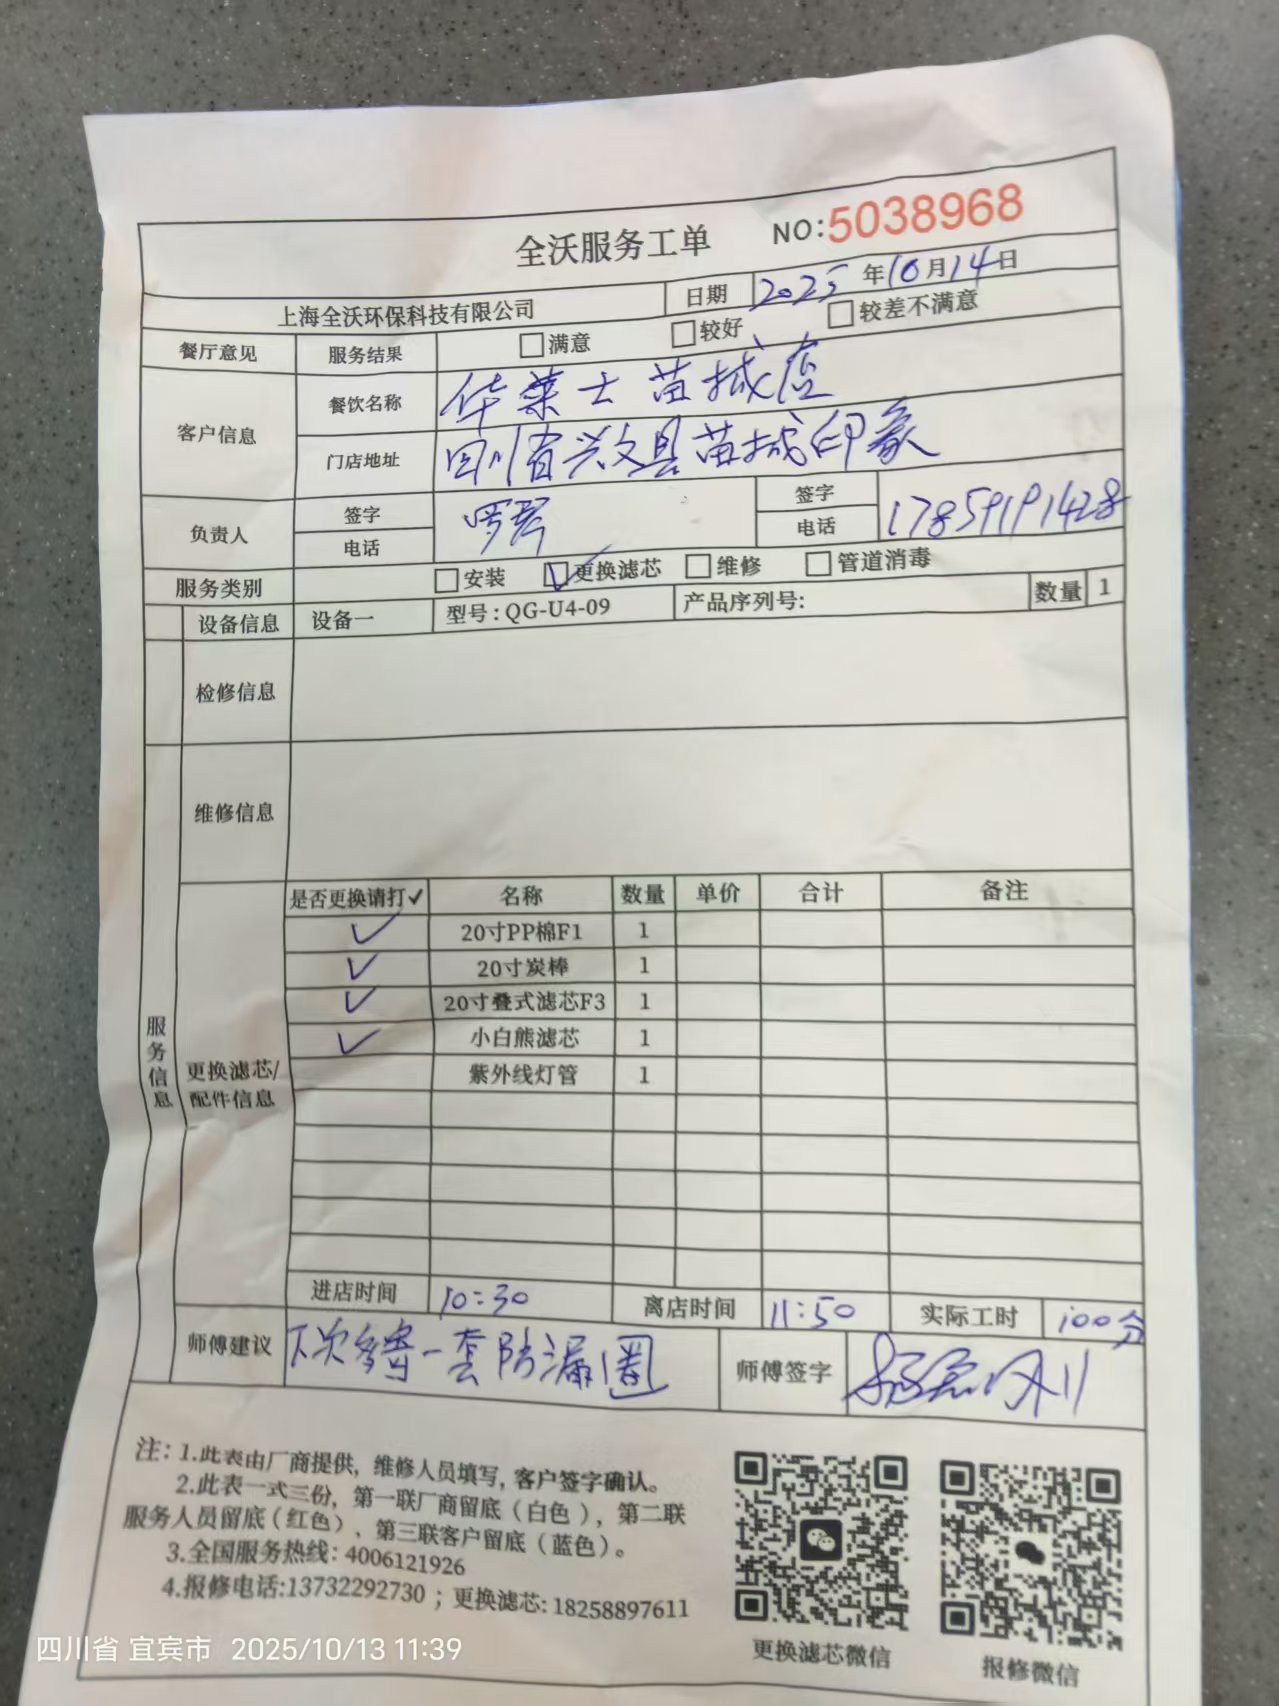 全沃服务工单 NO:5038968
上海全沃环保科技有限公司 日期 2025年10月14日
餐厅意见 服务结果 □满意 □较好 □较差不满意
客户信息 餐饮名称 华莱士苗城店
门店地址 四川省兴文县苗城印象
负责人 签字 罗琴 签字
电话 电话 17859191428
服务类别 □安装 ☑更换滤芯 □维修 □管道消毒
设备信息 设备一 型号:QG-U4-09 产品序列号: 数量 1
检修信息
维修信息
服务信息
更换滤芯/配件信息
是否更换请打✓ 名称 数量 单价 合计 备注
✓ 20寸PP棉F1 1
✓ 20寸炭棒 1
✓ 20寸叠式滤芯F3 1
✓ 小白熊滤芯 1
紫外线灯管 1
进店时间 10:30 离店时间 11:50 实际工时 100分
师傅建议 下次多寄一套防漏圈 师傅签字
注:1.此表由厂商提供,维修人员填写,客户签字确认。
2.此表一式三份,第一联厂商留底(白色),第二联
服务人员留底(红色)、第三联客户留底(蓝色)。
3.全国服务热线:4006121926
4.报修电话:13732292730;更换滤芯:18258897611
更换滤芯微信 报修微信
四川省 宜宾市 2025/10/13 11:39